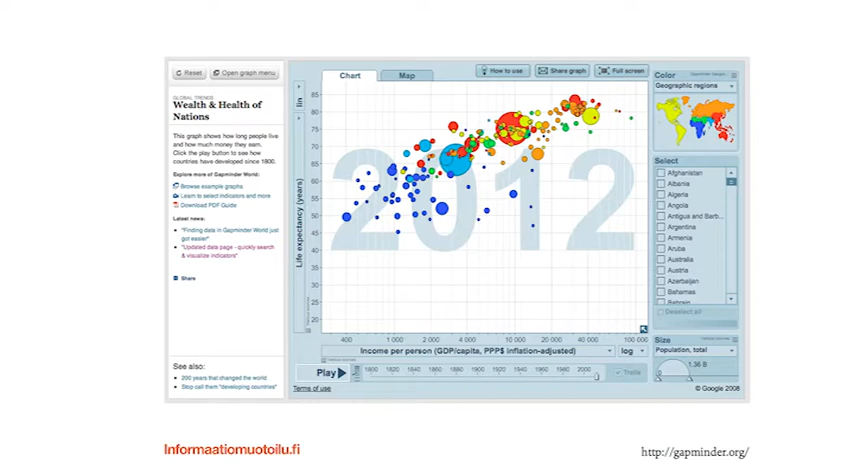 Reset
Open graph menu
GLOBAL TRENDS
Wealth & Health of
Nations
This graph shows how long people live
and how much money they earn.
Click the play button to see how
countries have developed since 1800.
Explore more of Gapminder World:
Browse example graphs
Learn to select indicators and more
Download PDF Guide
Latest news:
"Finding data in Gapminder World just
got easier"
"Updated data page - quickly search
& visualize indicators"
Share
See also:
200 years that changed the world
Stop call them "developing countries"
Chart
Map
How to use
Share graph
Full screen
lin
Life expectancy (years)
85
80
75
70
65
60
55
50
45
40
35
30
25
20
2012
400
1 000
2 000
4 000
10 000
20 000
40 000
100 000
Income per person (GDP/capita, PPP$ inflation-adjusted)
log
Play
1800
1820
1840
1860
1880
1900
1920
1940
1960
1980
2000
Trails
Terms of use
Color
Geographic regions
Select
Afghanistan
Albania
Algeria
Angola
Antigua and Barb...
Argentina
Armenia
Aruba
Australia
Austria
Azerbaijan
Bahamas
Bahrain
Deselect all
Size
Population, total
1.36 B
0
© Google 2008
Informaatiomuotoilu.fi
http://gapminder.org/